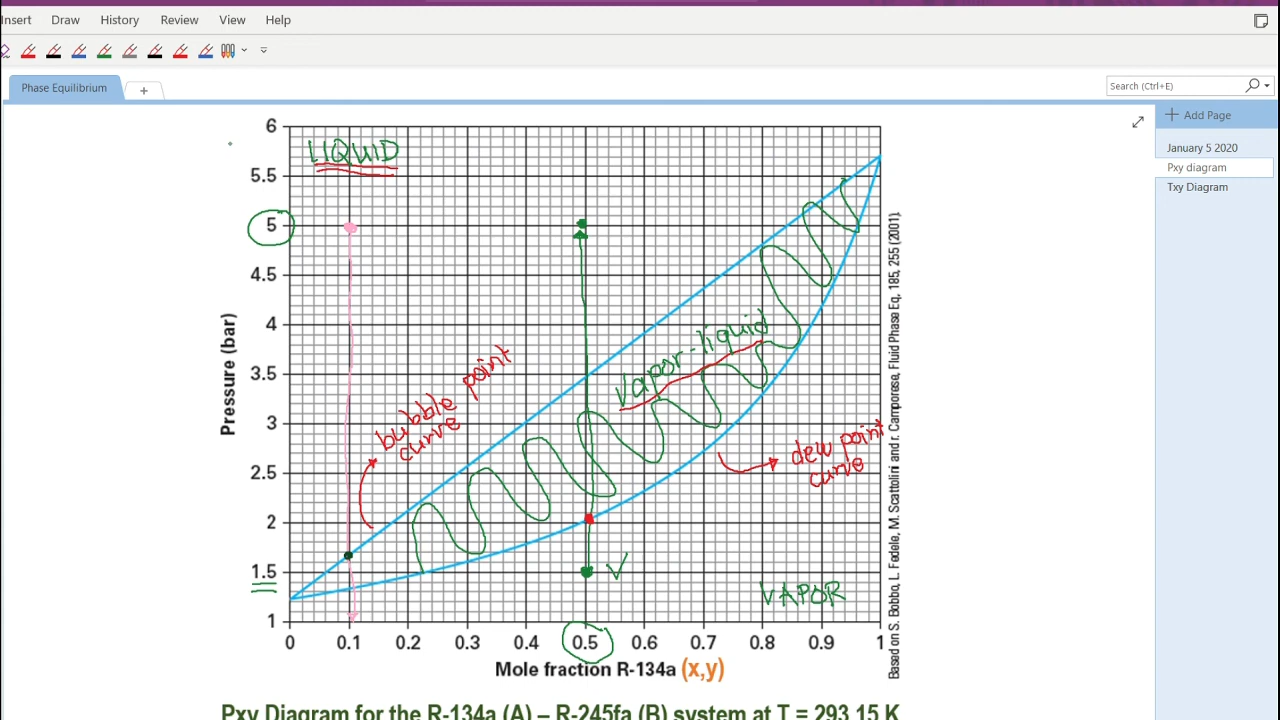 Insert Draw History Review View Help
Phase Equilibrium +
Search (Ctrl+E)
Add Page
January 5 2020
Pxy diagram
Txy Diagram
6
5.5
5
4.5
4
3.5
3
2.5
2
1.5
1
Pressure (bar)
LIQUID
bubble point
curve
Vapor-liquid
dew point
curve
V
VAPOR
0 0.1 0.2 0.3 0.4 0.5 0.6 0.7 0.8 0.9 1
Mole fraction R-134a (x,y)
Based on S. Bobbo, L. Fedele, M. Scattolini and r. Camporese, Fluid Phase Eq, 185, 255 (2001).
Pxy Diagram for the R-134a (A) – R-245fa (B) system at T = 293.15 K